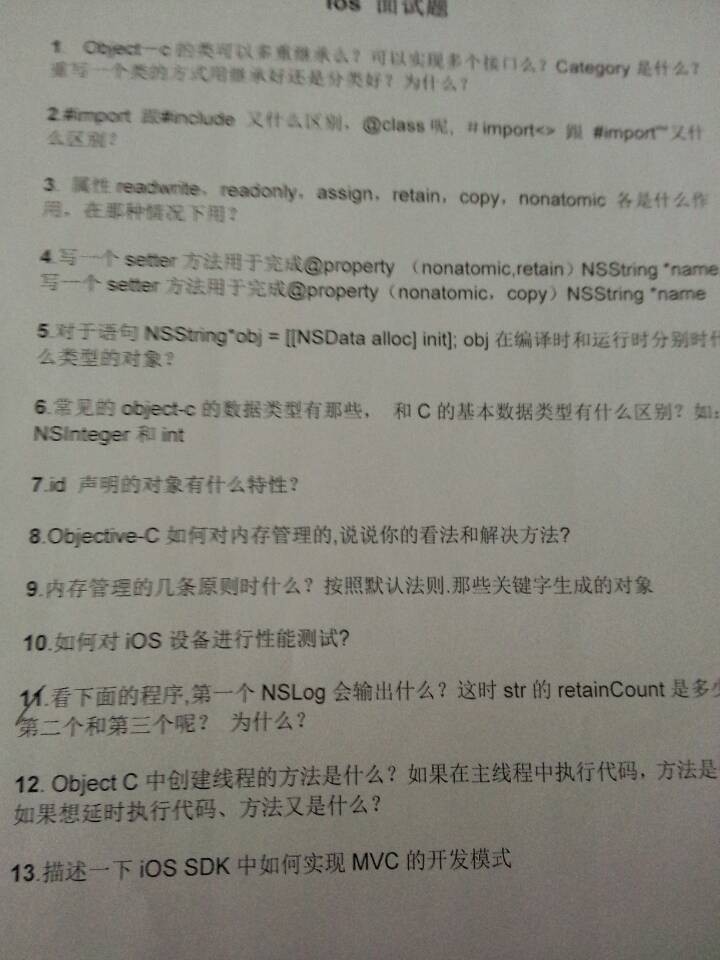 ios 面试题
1. Object－c的类可以多重继承么？可以实现多个接口么？Category 是什么？
重写一个类的方式用继承好还是分类好？为什么？
2.#import 跟#include 又什么区别，@class 呢, ＃import<> 跟 #import""又什
么区别？
3. 属性 readwrite，readonly，assign，retain，copy，nonatomic 各是什么作
用，在那种情况下用？
4.写一个 setter 方法用于完成@property （nonatomic,retain）NSString *name
写一个 setter 方法用于完成@property（nonatomic，copy）NSString *name
5.对于语句 NSString*obj = [[NSData alloc] init]; obj 在编译时和运行时分别时什
么类型的对象？
6.常见的 object-c 的数据类型有那些， 和 C 的基本数据类型有什么区别？如：
NSInteger 和 int
7.id 声明的对象有什么特性？
8.Objective-C 如何对内存管理的,说说你的看法和解决方法?
9.内存管理的几条原则时什么？按照默认法则.那些关键字生成的对象
10.如何对 iOS 设备进行性能测试?
11.看下面的程序,第一个 NSLog 会输出什么？这时 str 的 retainCount 是多少
第二个和第三个呢？ 为什么？
12. Object C 中创建线程的方法是什么？如果在主线程中执行代码，方法是
如果想延时执行代码、方法又是什么？
13.描述一下 iOS SDK 中如何实现 MVC 的开发模式